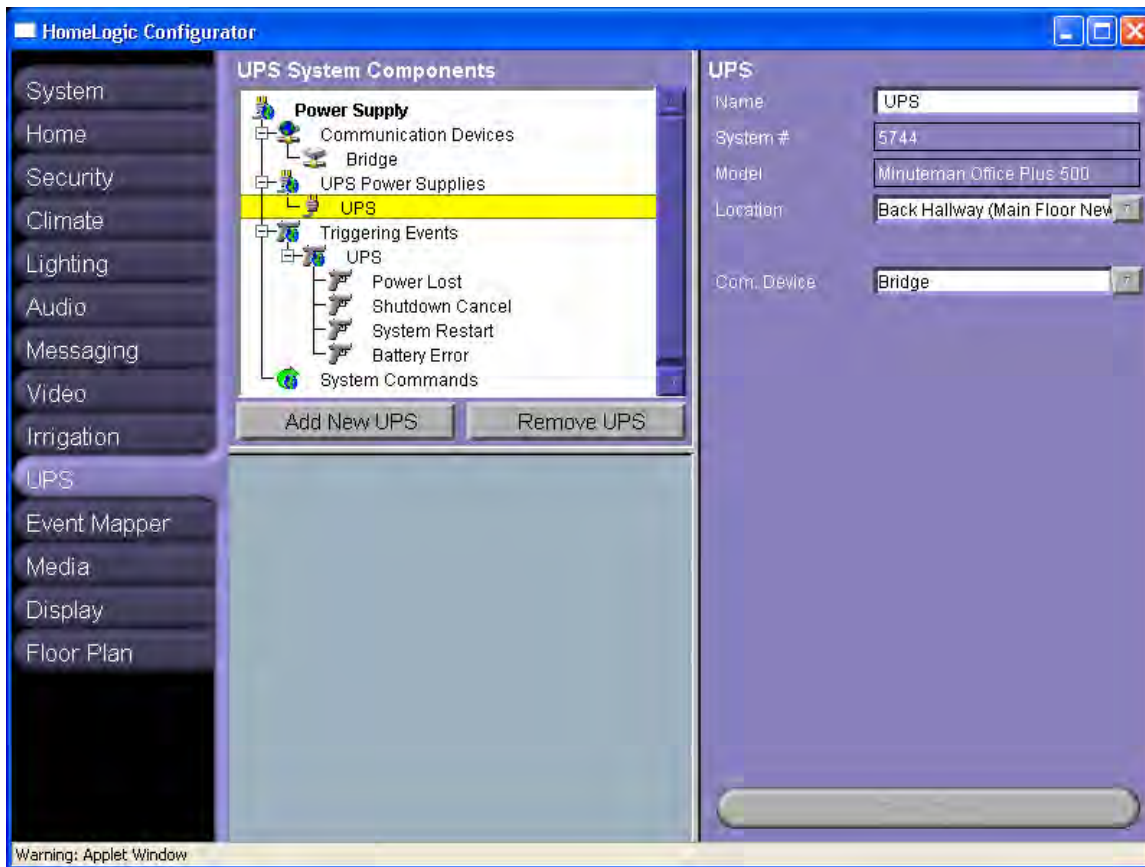 HomeLogic Configurator
System
Home
Security
Climate
Lighting
Audio
Messaging
Video
Irrigation
UPS
Event Mapper
Media
Display
Floor Plan
UPS System Components
Power Supply
Communication Devices
Bridge
UPS Power Supplies
UPS
Triggering Events
UPS
Power Lost
Shutdown Cancel
System Restart
Battery Error
System Commands
Add New UPS
Remove UPS
UPS
Name UPS
System # 5744
Model Minuteman Office Plus 500
Location Back Hallway (Main Floor New
Com. Device Bridge
Warning: Applet Window